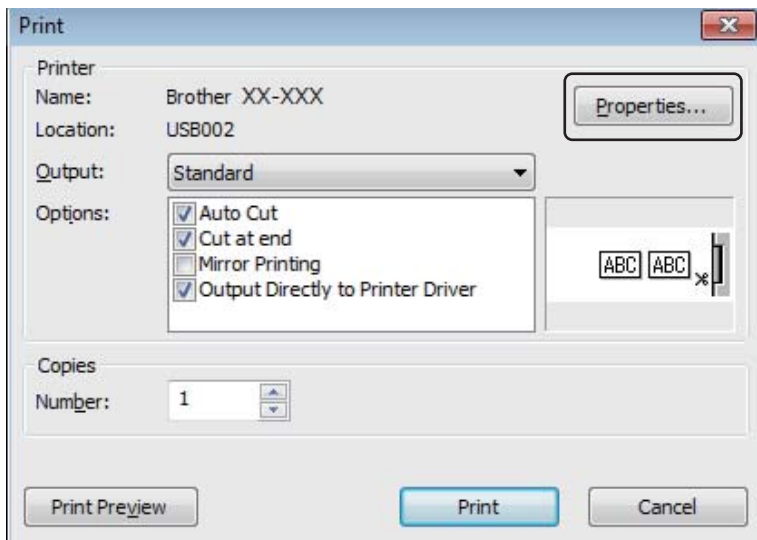 Print
Printer
Name: Brother XX-XXX
Properties...
Location: USB002
Output: Standard
Options: Auto Cut
Cut at end
Mirror Printing
Output Directly to Printer Driver
ABC ABC
Copies
Number: 1
Print Preview Print Cancel